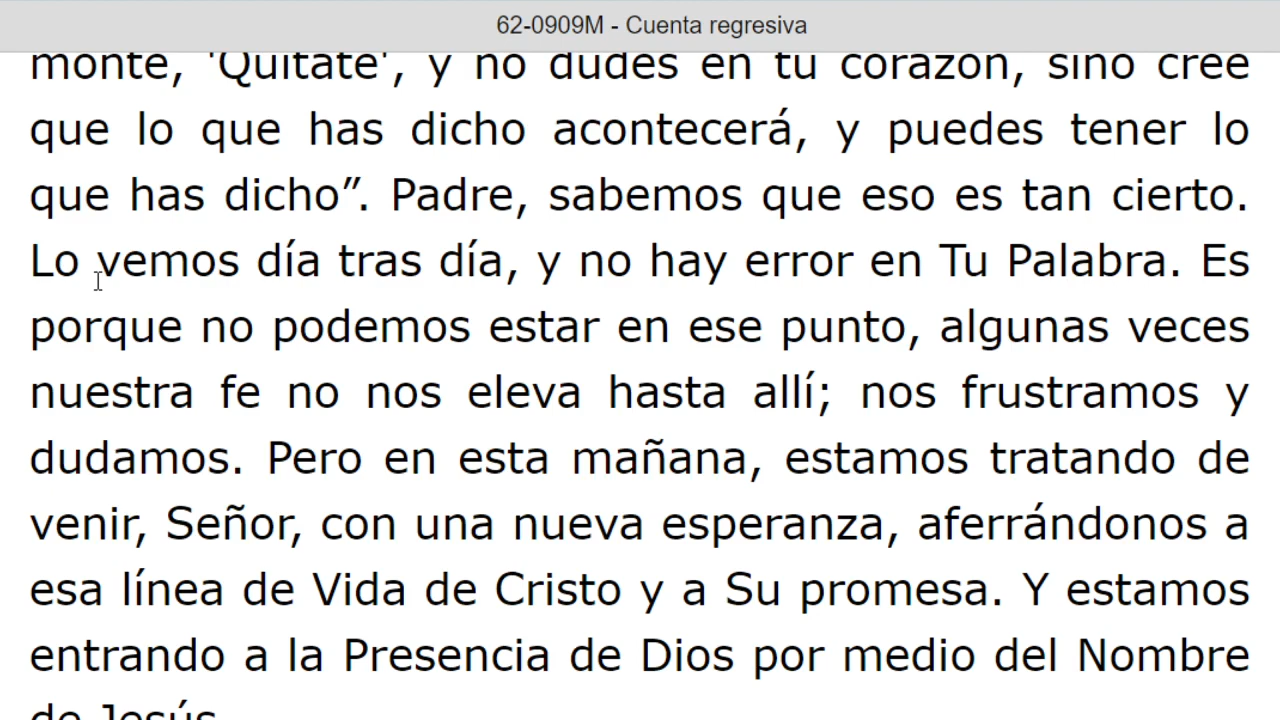 62-0909M - Cuenta regresiva
monte, 'Quítate', y no dudes en tu corazón, sino cree
que lo que has dicho acontecerá, y puedes tener lo
que has dicho”. Padre, sabemos que eso es tan cierto.
Lo vemos día tras día, y no hay error en Tu Palabra. Es
porque no podemos estar en ese punto, algunas veces
nuestra fe no nos eleva hasta allí; nos frustramos y
dudamos. Pero en esta mañana, estamos tratando de
venir, Señor, con una nueva esperanza, aferrándonos a
esa línea de Vida de Cristo y a Su promesa. Y estamos
entrando a la Presencia de Dios por medio del Nombre
de Jesús.